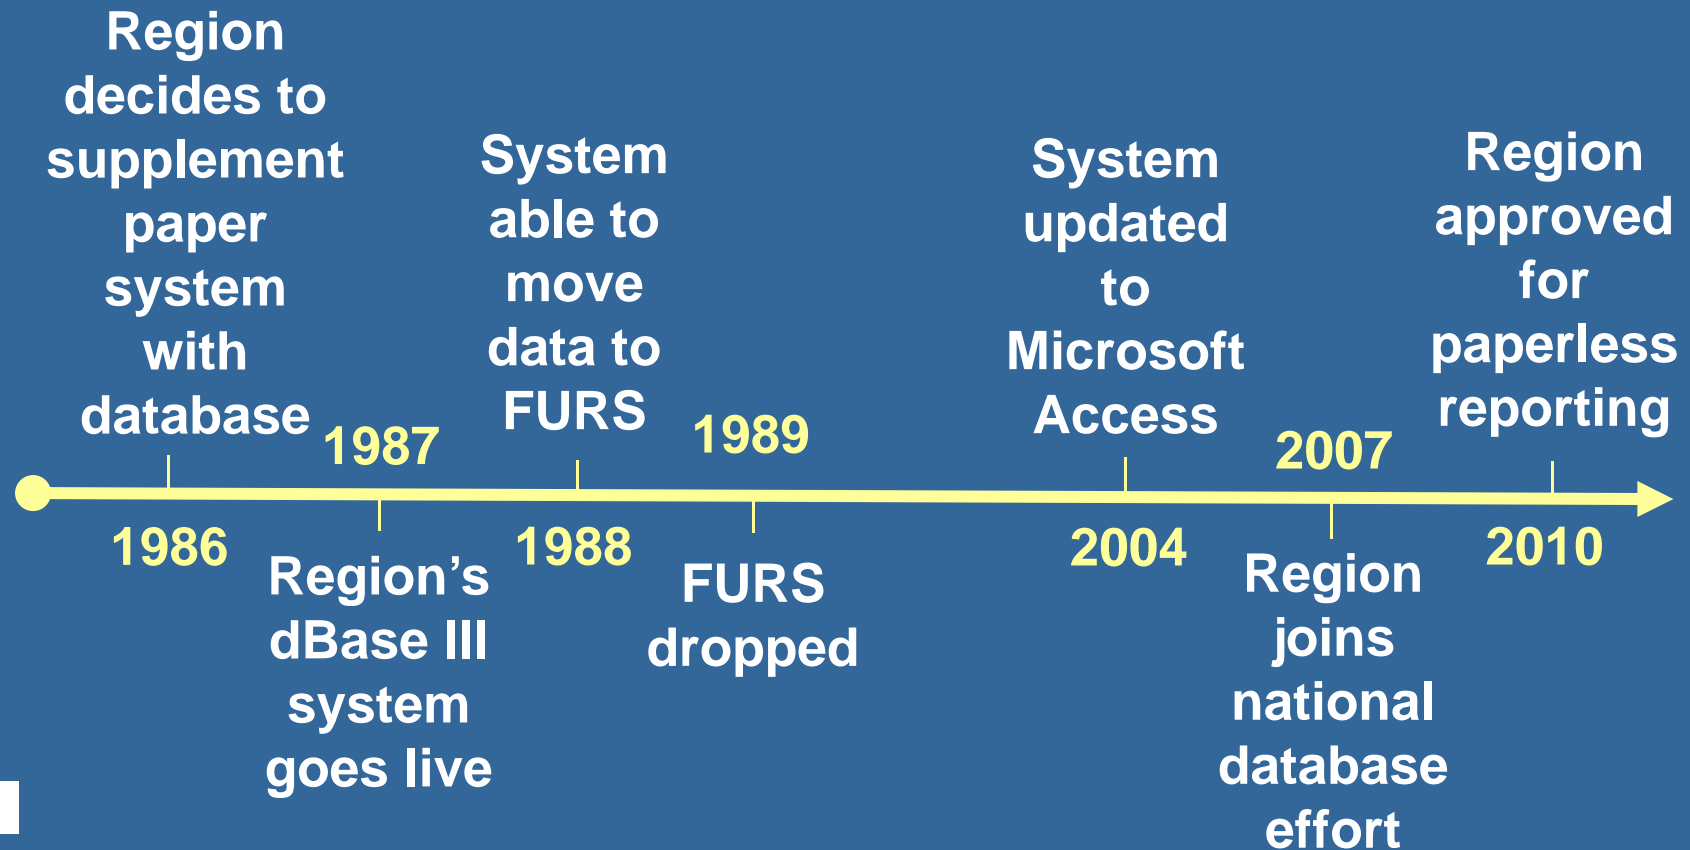 Region
decides to
supplement
paper
system
with
database
1986
1987
Region’s
dBase III
system
goes live
System
able to
move
data to
FURS
1988
1989
FURS
dropped
System
updated
to
Microsoft
Access
2004
2007
Region
joins
national
database
effort
Region
approved
for
paperless
reporting
2010